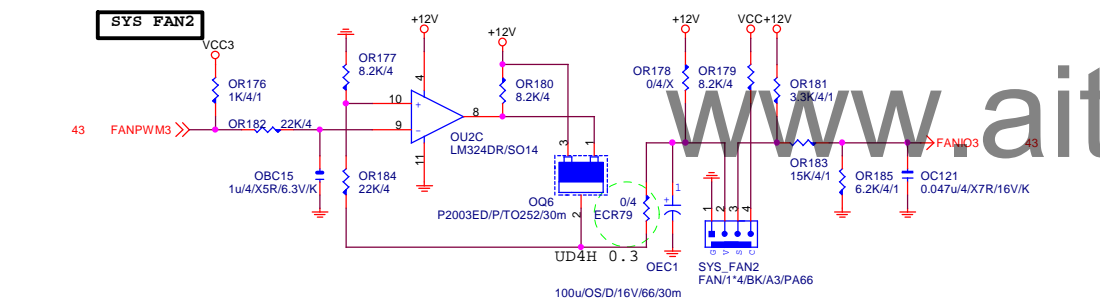 SYS FAN2
VCC3
+12V
+12V
+12V
VCC
+12V
OR177
8.2K/4
OR176
1K/4/1
4
OR180
8.2K/4
OR178
0/4/X
OR179
8.2K/4
OR181
3.3K/4/1
10
8
43
FANPWM3
OR182
22K/4
9
OU2C
LM324DR/SO14
11
3
1
www.ait
FANIO3
43
OBC15
1u/4/X5R/6.3V/K
OR184
22K/4
OR183
15K/4/1
OR185
6.2K/4/1
OC121
0.047u/4/X7R/16V/K
OQ6
P2003ED/P/TO252/30m
2
0/4
ECR79
+
1
1
2
3
4
G
V
S
C
UD4H 0.3
OEC1
100u/OS/D/16V/66/30m
SYS_FAN2
FAN/1*4/BK/A3/PA66